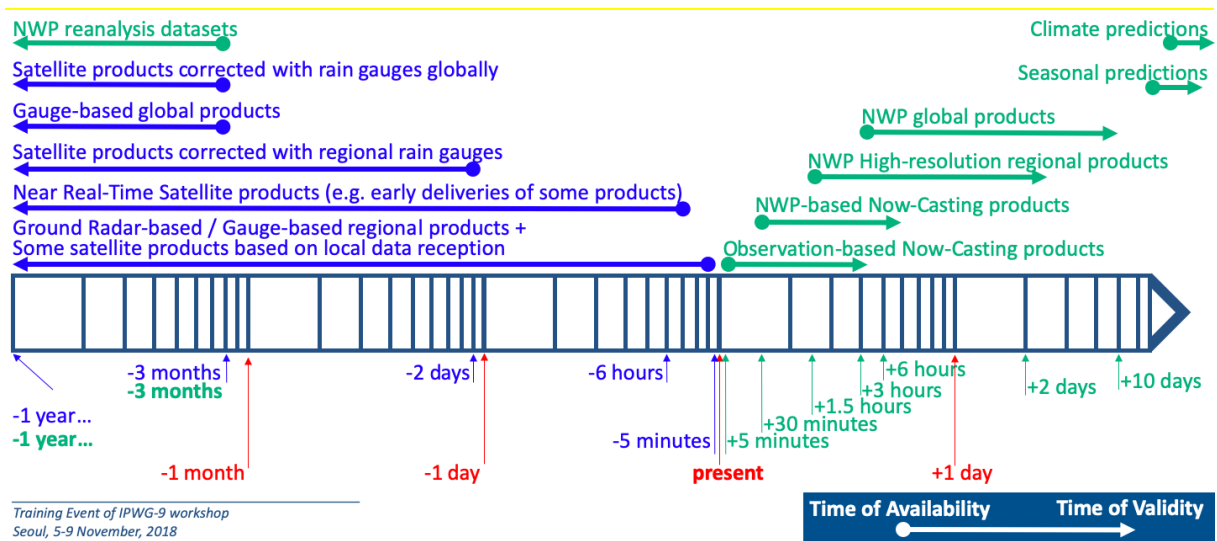 NWP reanalysis datasets
Climate predictions
Satellite products corrected with rain gauges globally
Seasonal predictions
Gauge-based global products
NWP global products
Satellite products corrected with regional rain gauges
NWP High-resolution regional products
Near Real-Time Satellite products (e.g. early deliveries of some products)
NWP-based Now-Casting products
Ground Radar-based / Gauge-based regional products +
Some satellite products based on local data reception
Observation-based Now-Casting products
-3 months
-3 months
-2 days
-6 hours
+6 hours
+3 hours
+2 days
+10 days
-1 year...
-1 year...
+1.5 hours
+30 minutes
-5 minutes
+5 minutes
-1 month
-1 day
present
+1 day
Training Event of IPWG-9 workshop
Seoul, 5-9 November, 2018
Time of Availability
Time of Validity